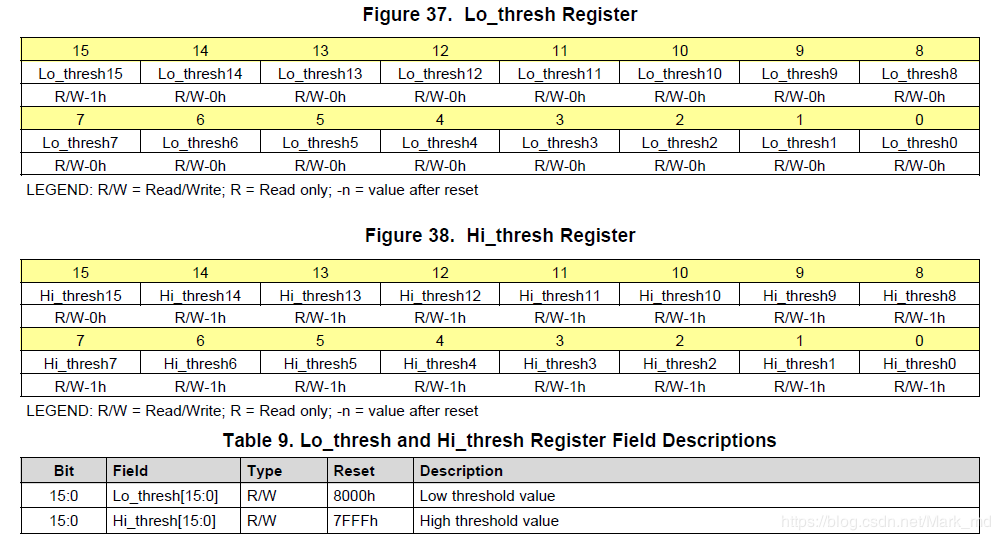 Figure 37. Lo_thresh Register
15 14 13 12 11 10 9 8
Lo_thresh15 Lo_thresh14 Lo_thresh13 Lo_thresh12 Lo_thresh11 Lo_thresh10 Lo_thresh9 Lo_thresh8
R/W-1h R/W-0h R/W-0h R/W-0h R/W-0h R/W-0h R/W-0h R/W-0h
7 6 5 4 3 2 1 0
Lo_thresh7 Lo_thresh6 Lo_thresh5 Lo_thresh4 Lo_thresh3 Lo_thresh2 Lo_thresh1 Lo_thresh0
R/W-0h R/W-0h R/W-0h R/W-0h R/W-0h R/W-0h R/W-0h R/W-0h
LEGEND: R/W = Read/Write; R = Read only; -n = value after reset
Figure 38. Hi_thresh Register
15 14 13 12 11 10 9 8
Hi_thresh15 Hi_thresh14 Hi_thresh13 Hi_thresh12 Hi_thresh11 Hi_thresh10 Hi_thresh9 Hi_thresh8
R/W-0h R/W-1h R/W-1h R/W-1h R/W-1h R/W-1h R/W-1h R/W-1h
7 6 5 4 3 2 1 0
Hi_thresh7 Hi_thresh6 Hi_thresh5 Hi_thresh4 Hi_thresh3 Hi_thresh2 Hi_thresh1 Hi_thresh0
R/W-1h R/W-1h R/W-1h R/W-1h R/W-1h R/W-1h R/W-1h R/W-1h
LEGEND: R/W = Read/Write; R = Read only; -n = value after reset
Table 9. Lo_thresh and Hi_thresh Register Field Descriptions
Bit Field Type Reset Description
15:0 Lo_thresh[15:0] R/W 8000h Low threshold value
15:0 Hi_thresh[15:0] R/W 7FFFh High threshold value
https://blog.csdn.net/Mark_md